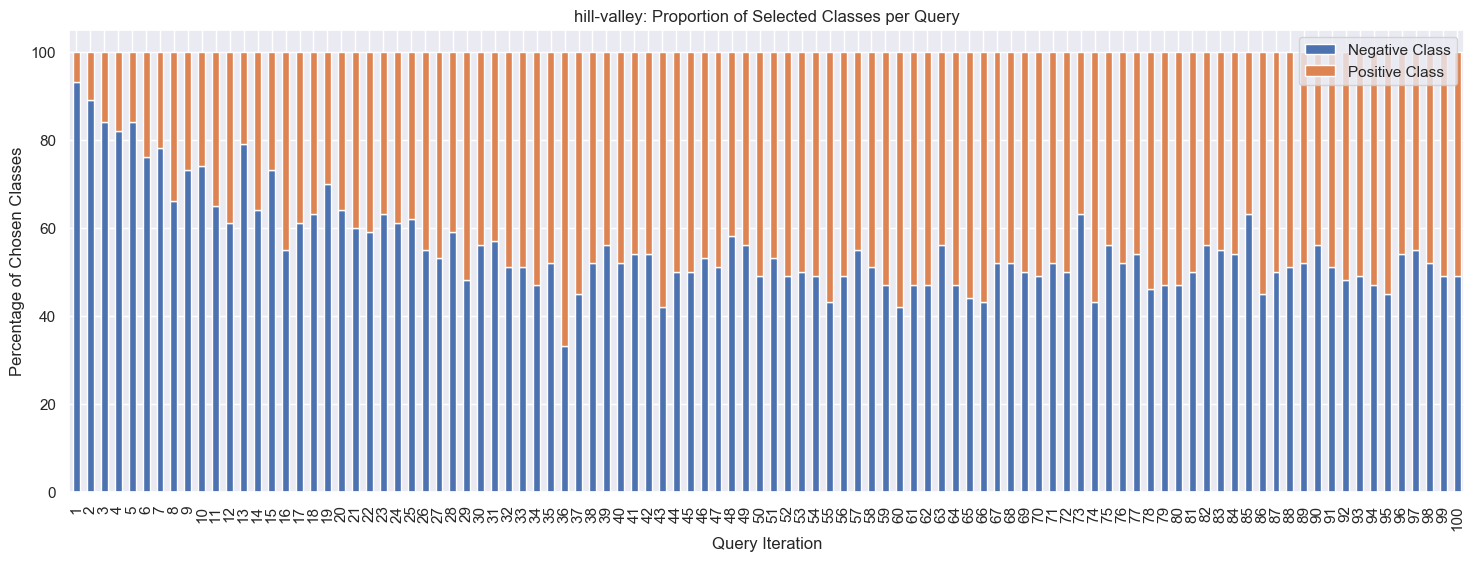 hill-valley: Proportion of Selected Classes per Query
Negative Class
Positive Class
Percentage of Chosen Classes
100
80
60
40
20
0
1 2 3 4 5 6 7 8 9 10 11 12 13 14 15 16 17 18 19 20 21 22 23 24 25 26 27 28 29 30 31 32 33 34 35 36 37 38 39 40 41 42 43 44 45 46 47 48 49 50 51 52 53 54 55 56 57 58 59 60 61 62 63 64 65 66 67 68 69 70 71 72 73 74 75 76 77 78 79 80 81 82 83 84 85 86 87 88 89 90 91 92 93 94 95 96 97 98 99 100
Query Iteration